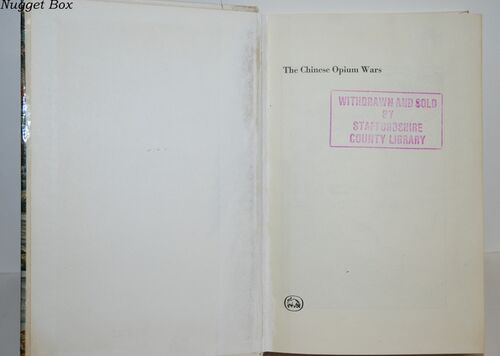 Nugget Box
The Chinese Opium Wars
WITHDRAWN AND SOLD
BY
STAFFORDSHIRE
COUNTY LIBRARY